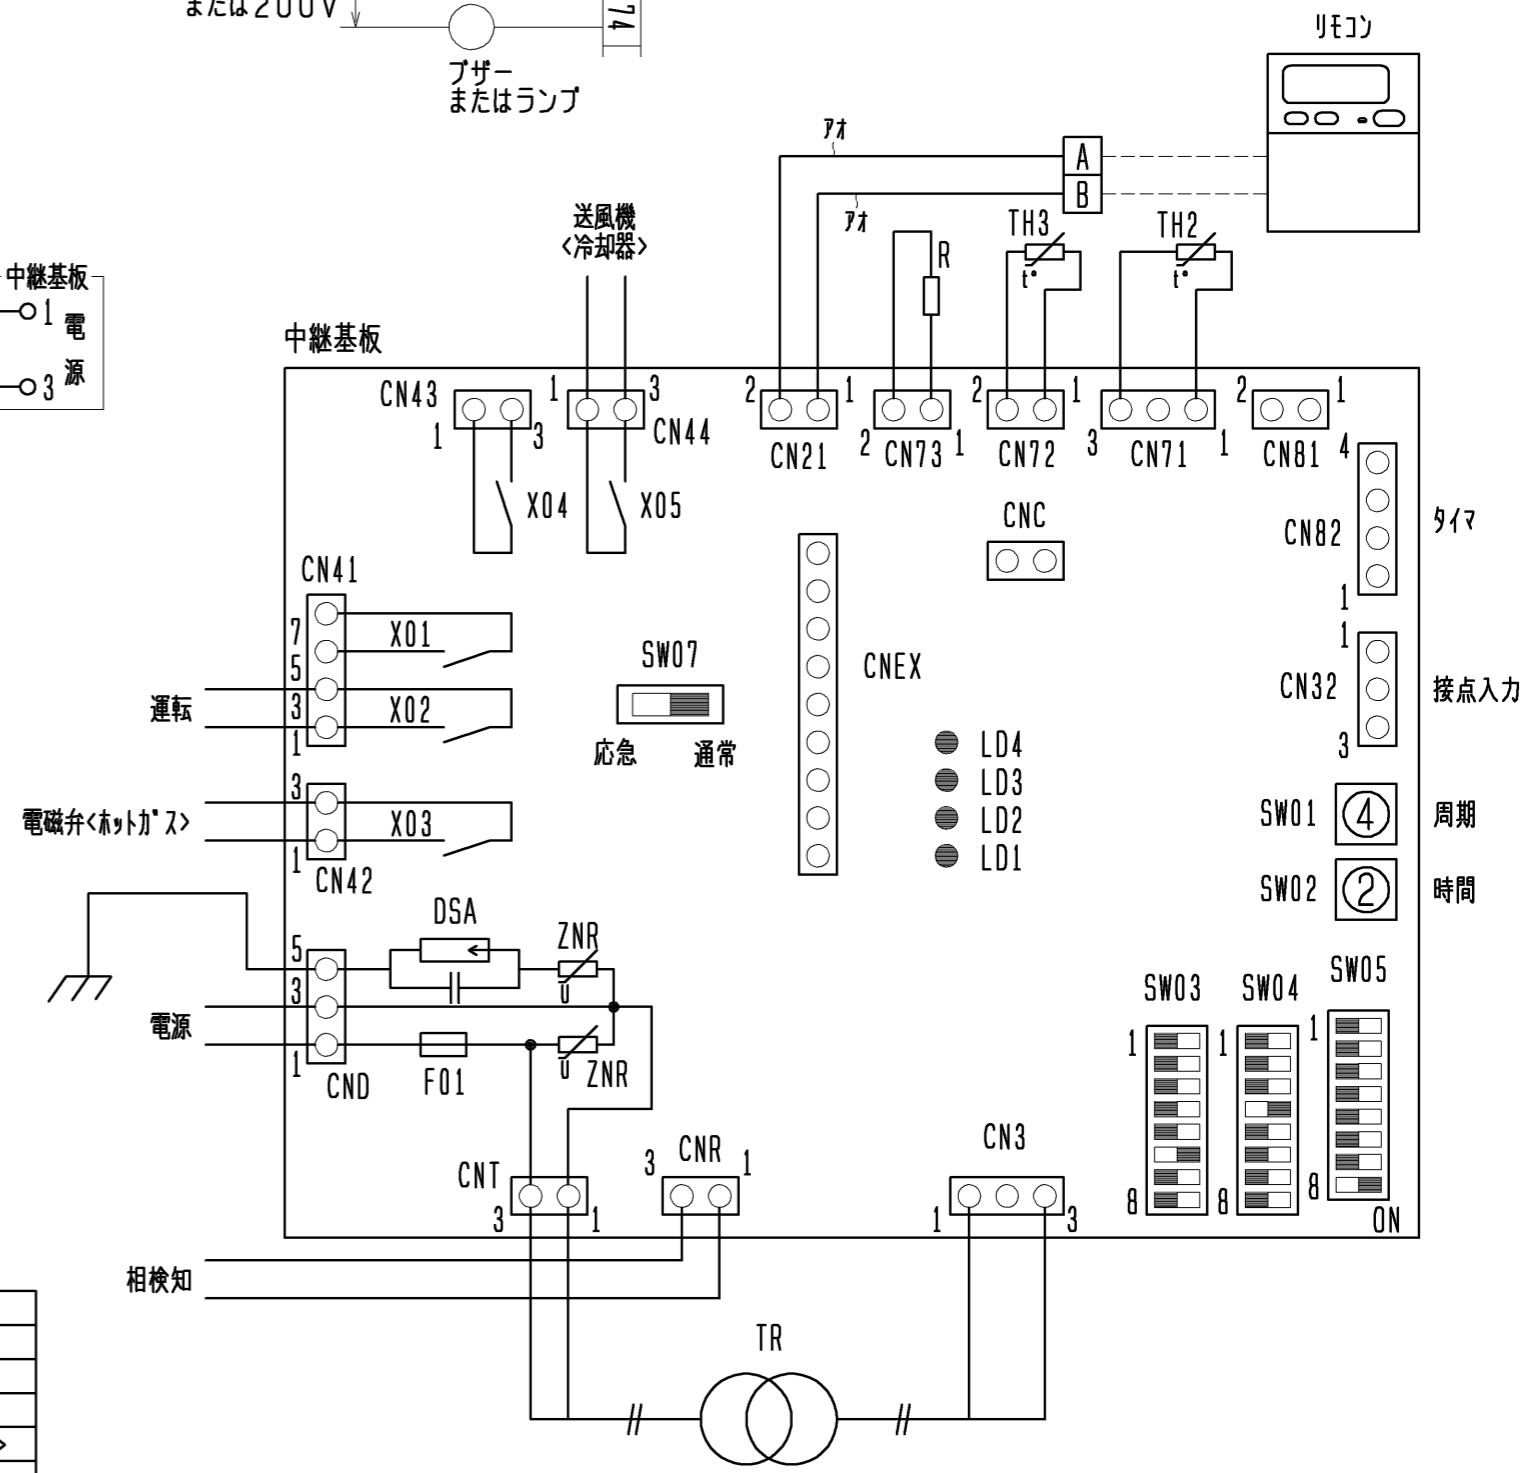 または200V
74
ブザー
またはランプ
リモコン
アオ
A
B
アオ
送風機
<冷却器>
R
TH3
t°
TH2
t°
中継基板
1
電
源
3
中継基板
CN43
1
3
1
3
CN44
2
1
CN21
2
CN73
1
2
1
CN72
3
CN71
1
2
1
CN81
4
CN82
タイマ
1
X04
X05
CNC
CN41
7
5
3
1
X01
X02
運転
SW07
応急
通常
CNEX
1
CN32
接点入力
3
LD4
LD3
LD2
LD1
SW01
4
周期
SW02
2
時間
電磁弁<ホットガス>
3
X03
1
CN42
DSA
ZNR
U
5
3
電源
1
CND
F01
U
ZNR
SW03
1
8
SW04
1
8
SW05
1
8
ON
CNT
3
1
3
CNR
1
CN3
1
3
相検知
TR